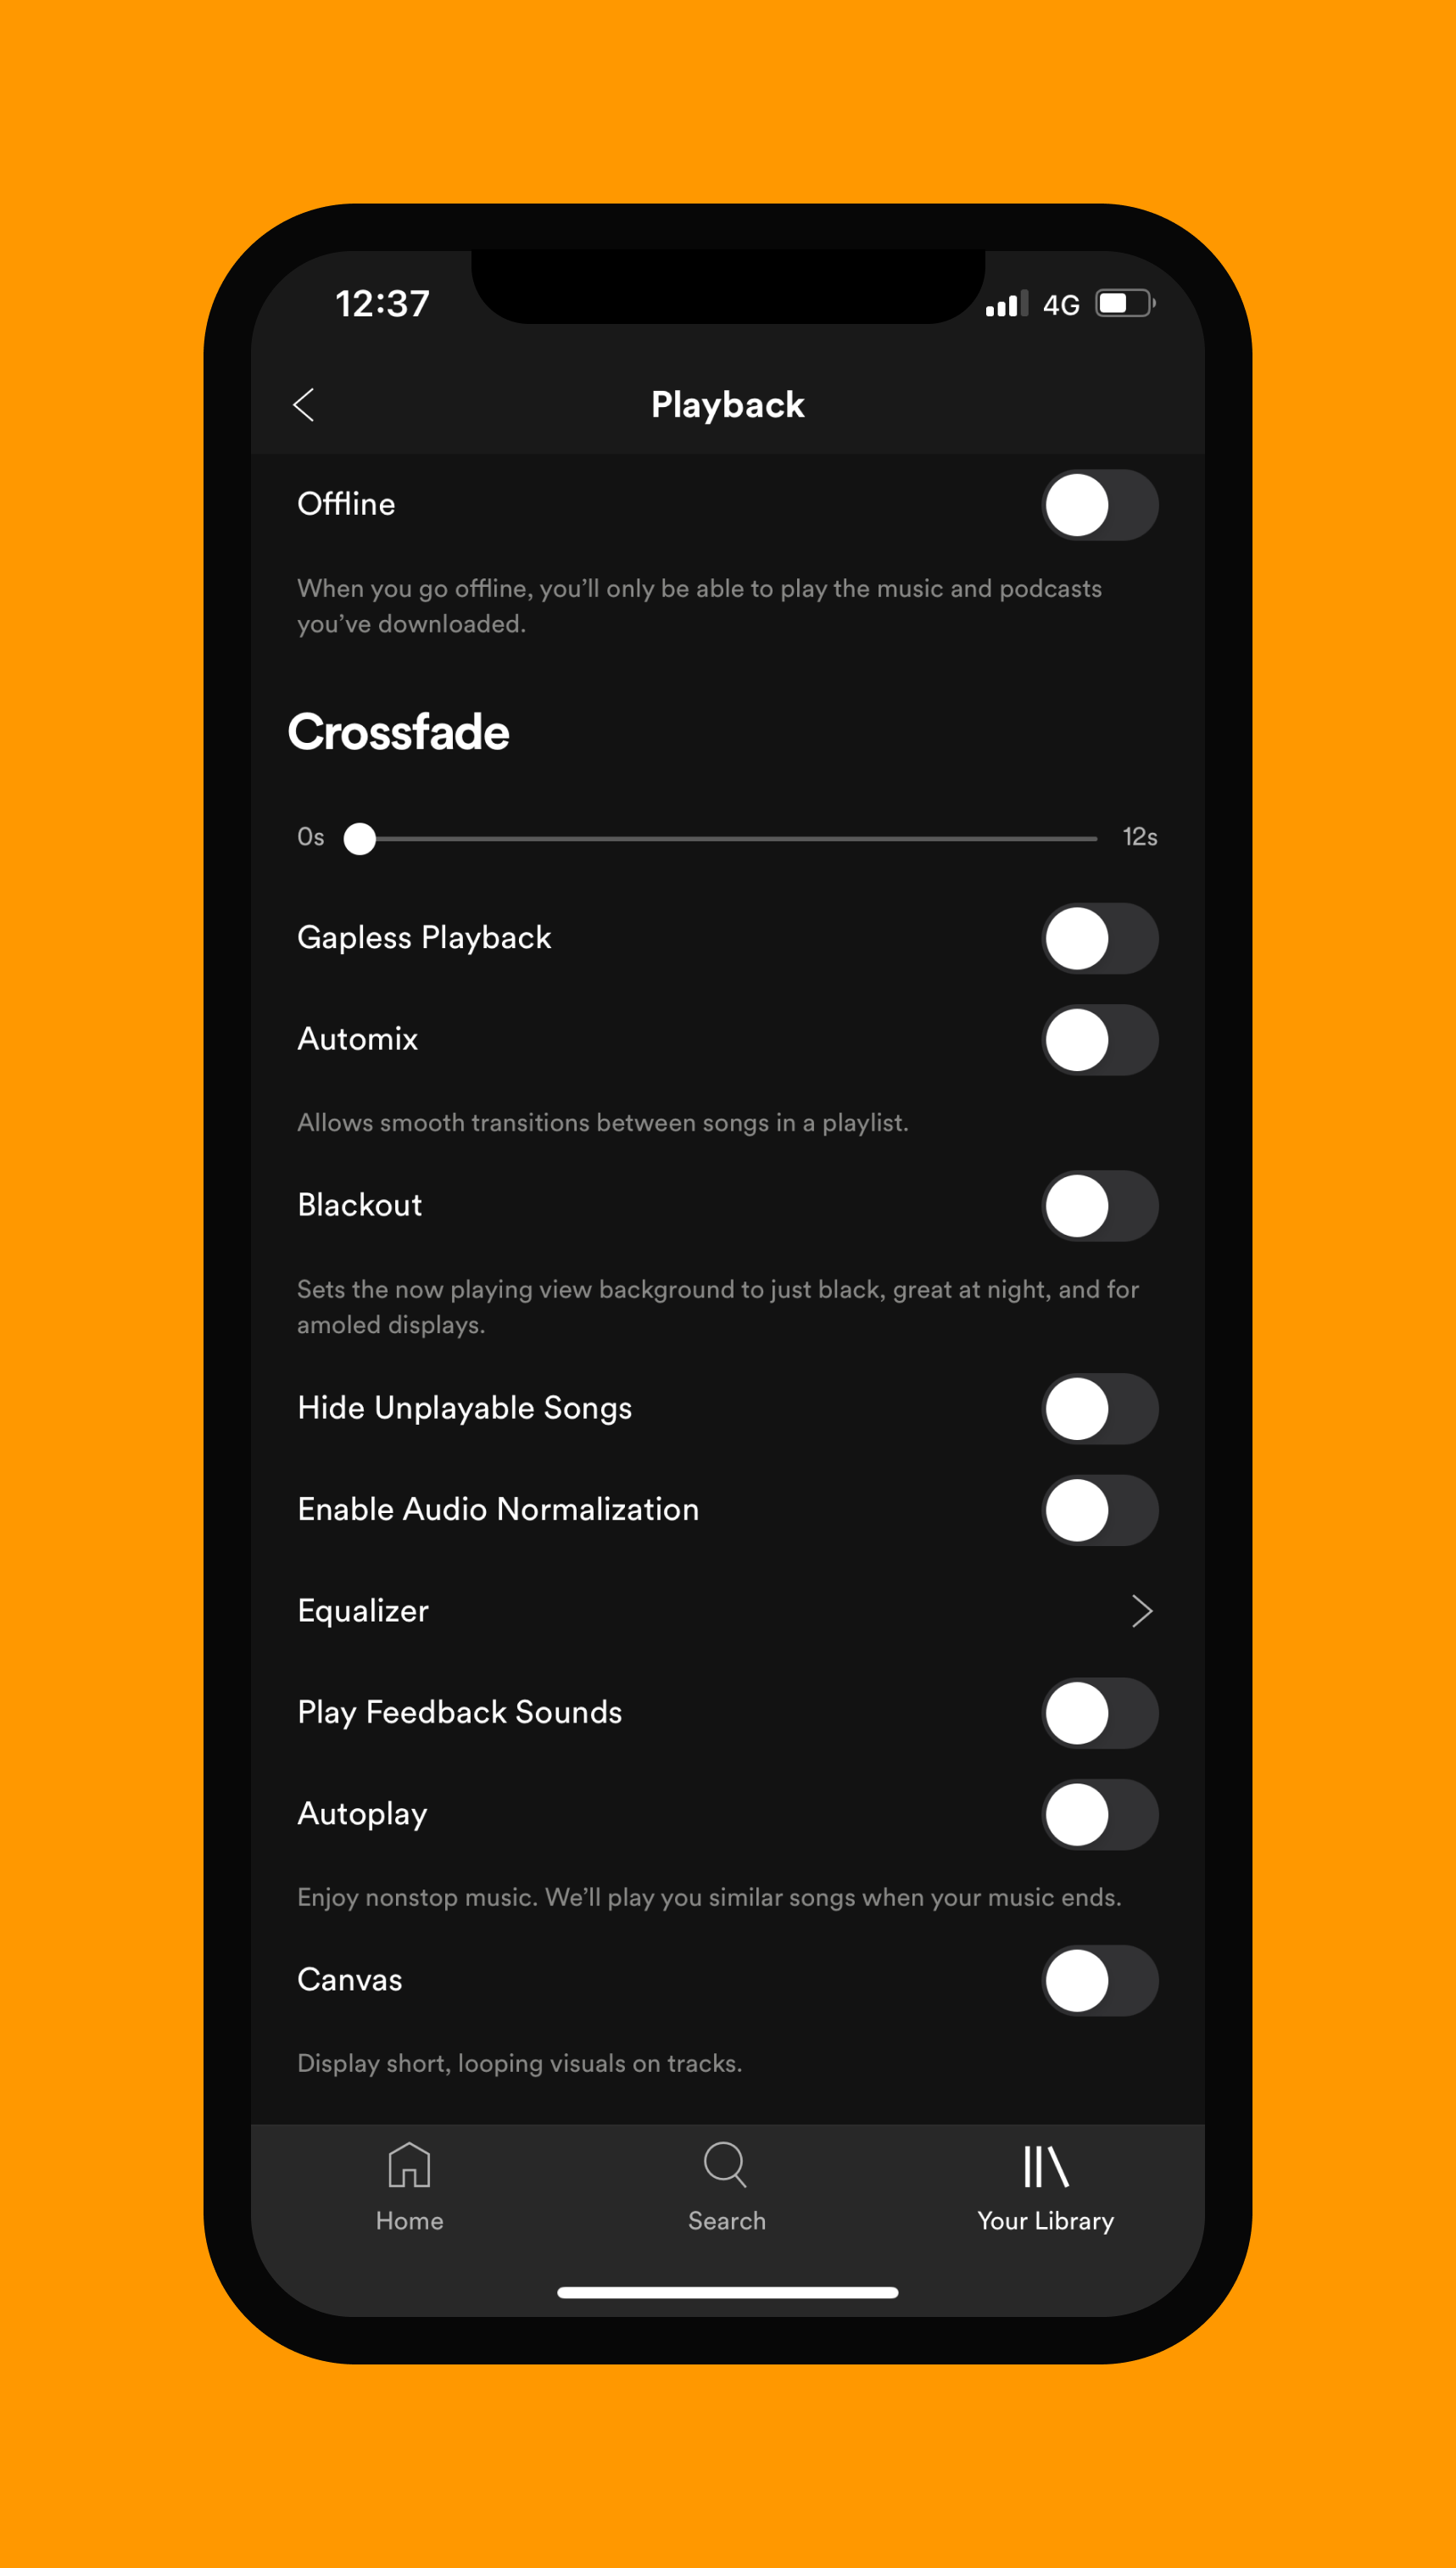 12:37
4G
Playback
Offline
When you go offline, you’ll only be able to play the music and podcasts
you’ve downloaded.
Crossfade
0s
12s
Gapless Playback
Automix
Allows smooth transitions between songs in a playlist.
Blackout
Sets the now playing view background to just black, great at night, and for
amoled displays.
Hide Unplayable Songs
Enable Audio Normalization
Equalizer
Play Feedback Sounds
Autoplay
Enjoy nonstop music. We’ll play you similar songs when your music ends.
Canvas
Display short, looping visuals on tracks.
Home
Search
Your Library